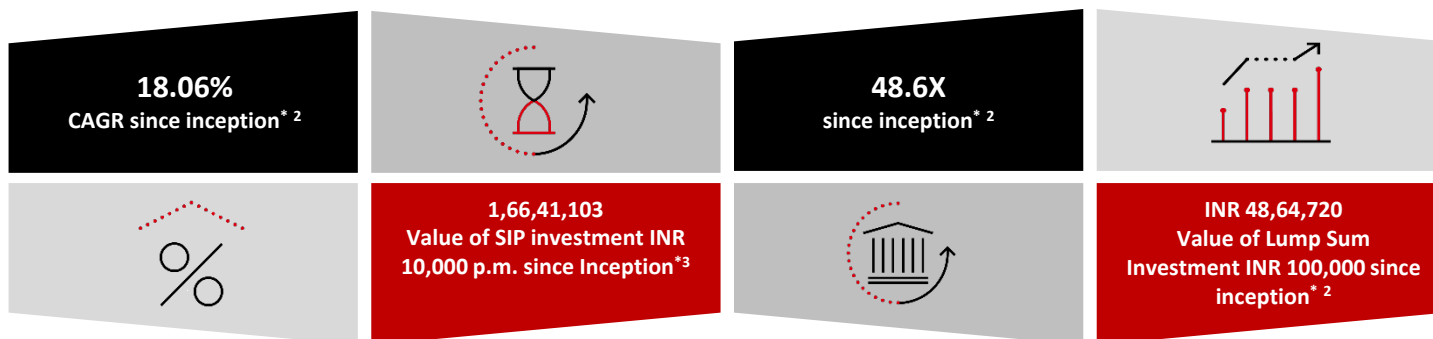 18.06%
CAGR since inception* 2
48.6X
since inception* 2
1,66,41,103
Value of SIP investment INR
10,000 p.m. since Inception*3
INR 48,64,720
Value of Lump Sum
Investment INR 100,000 since
inception* 2